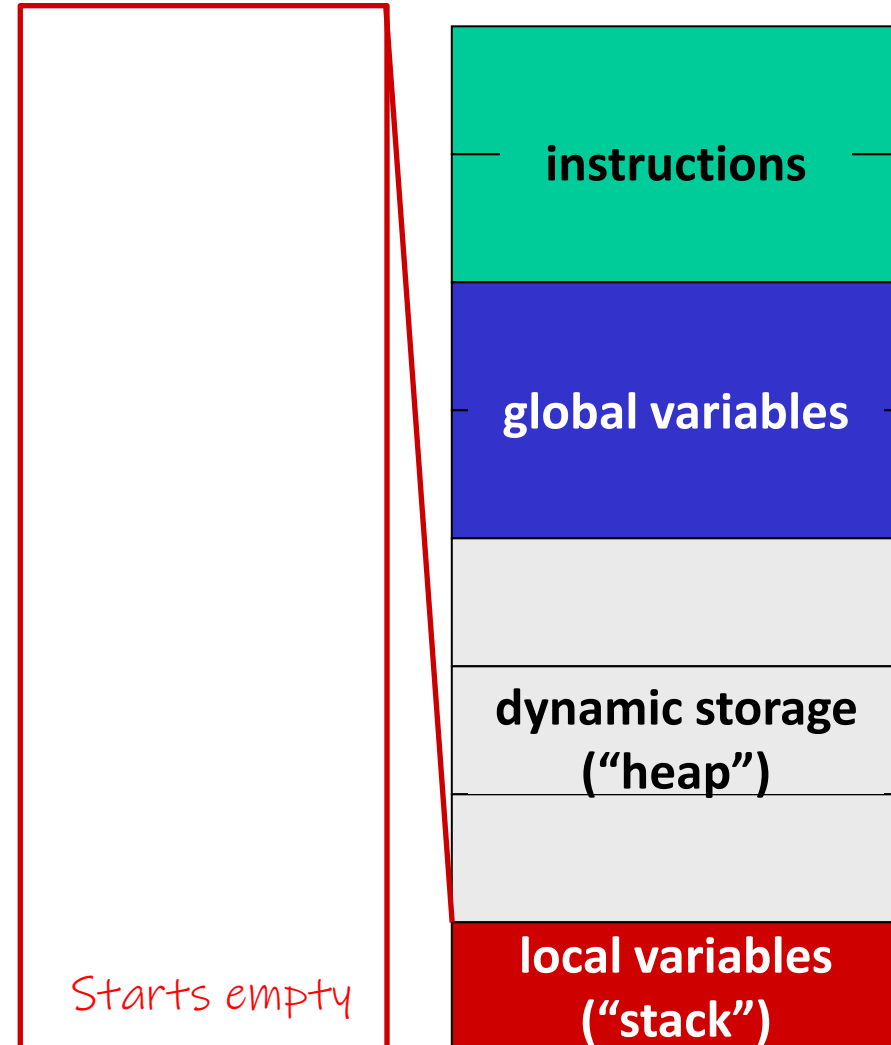 instructions
global variables
dynamic storage
(“heap”)
local variables
(“stack”)
Starts empty